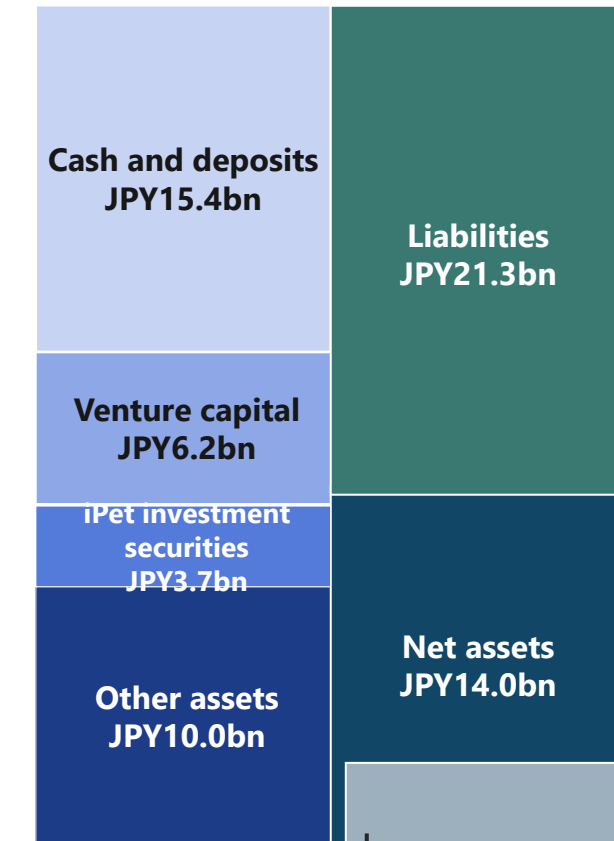 Cash and deposits
JPY15.4bn
Liabilities
JPY21.3bn
Venture capital
JPY6.2bn
iPet investment
securities
JPY3.7bn
Net assets
JPY14.0bn
Other assets
JPY10.0bn